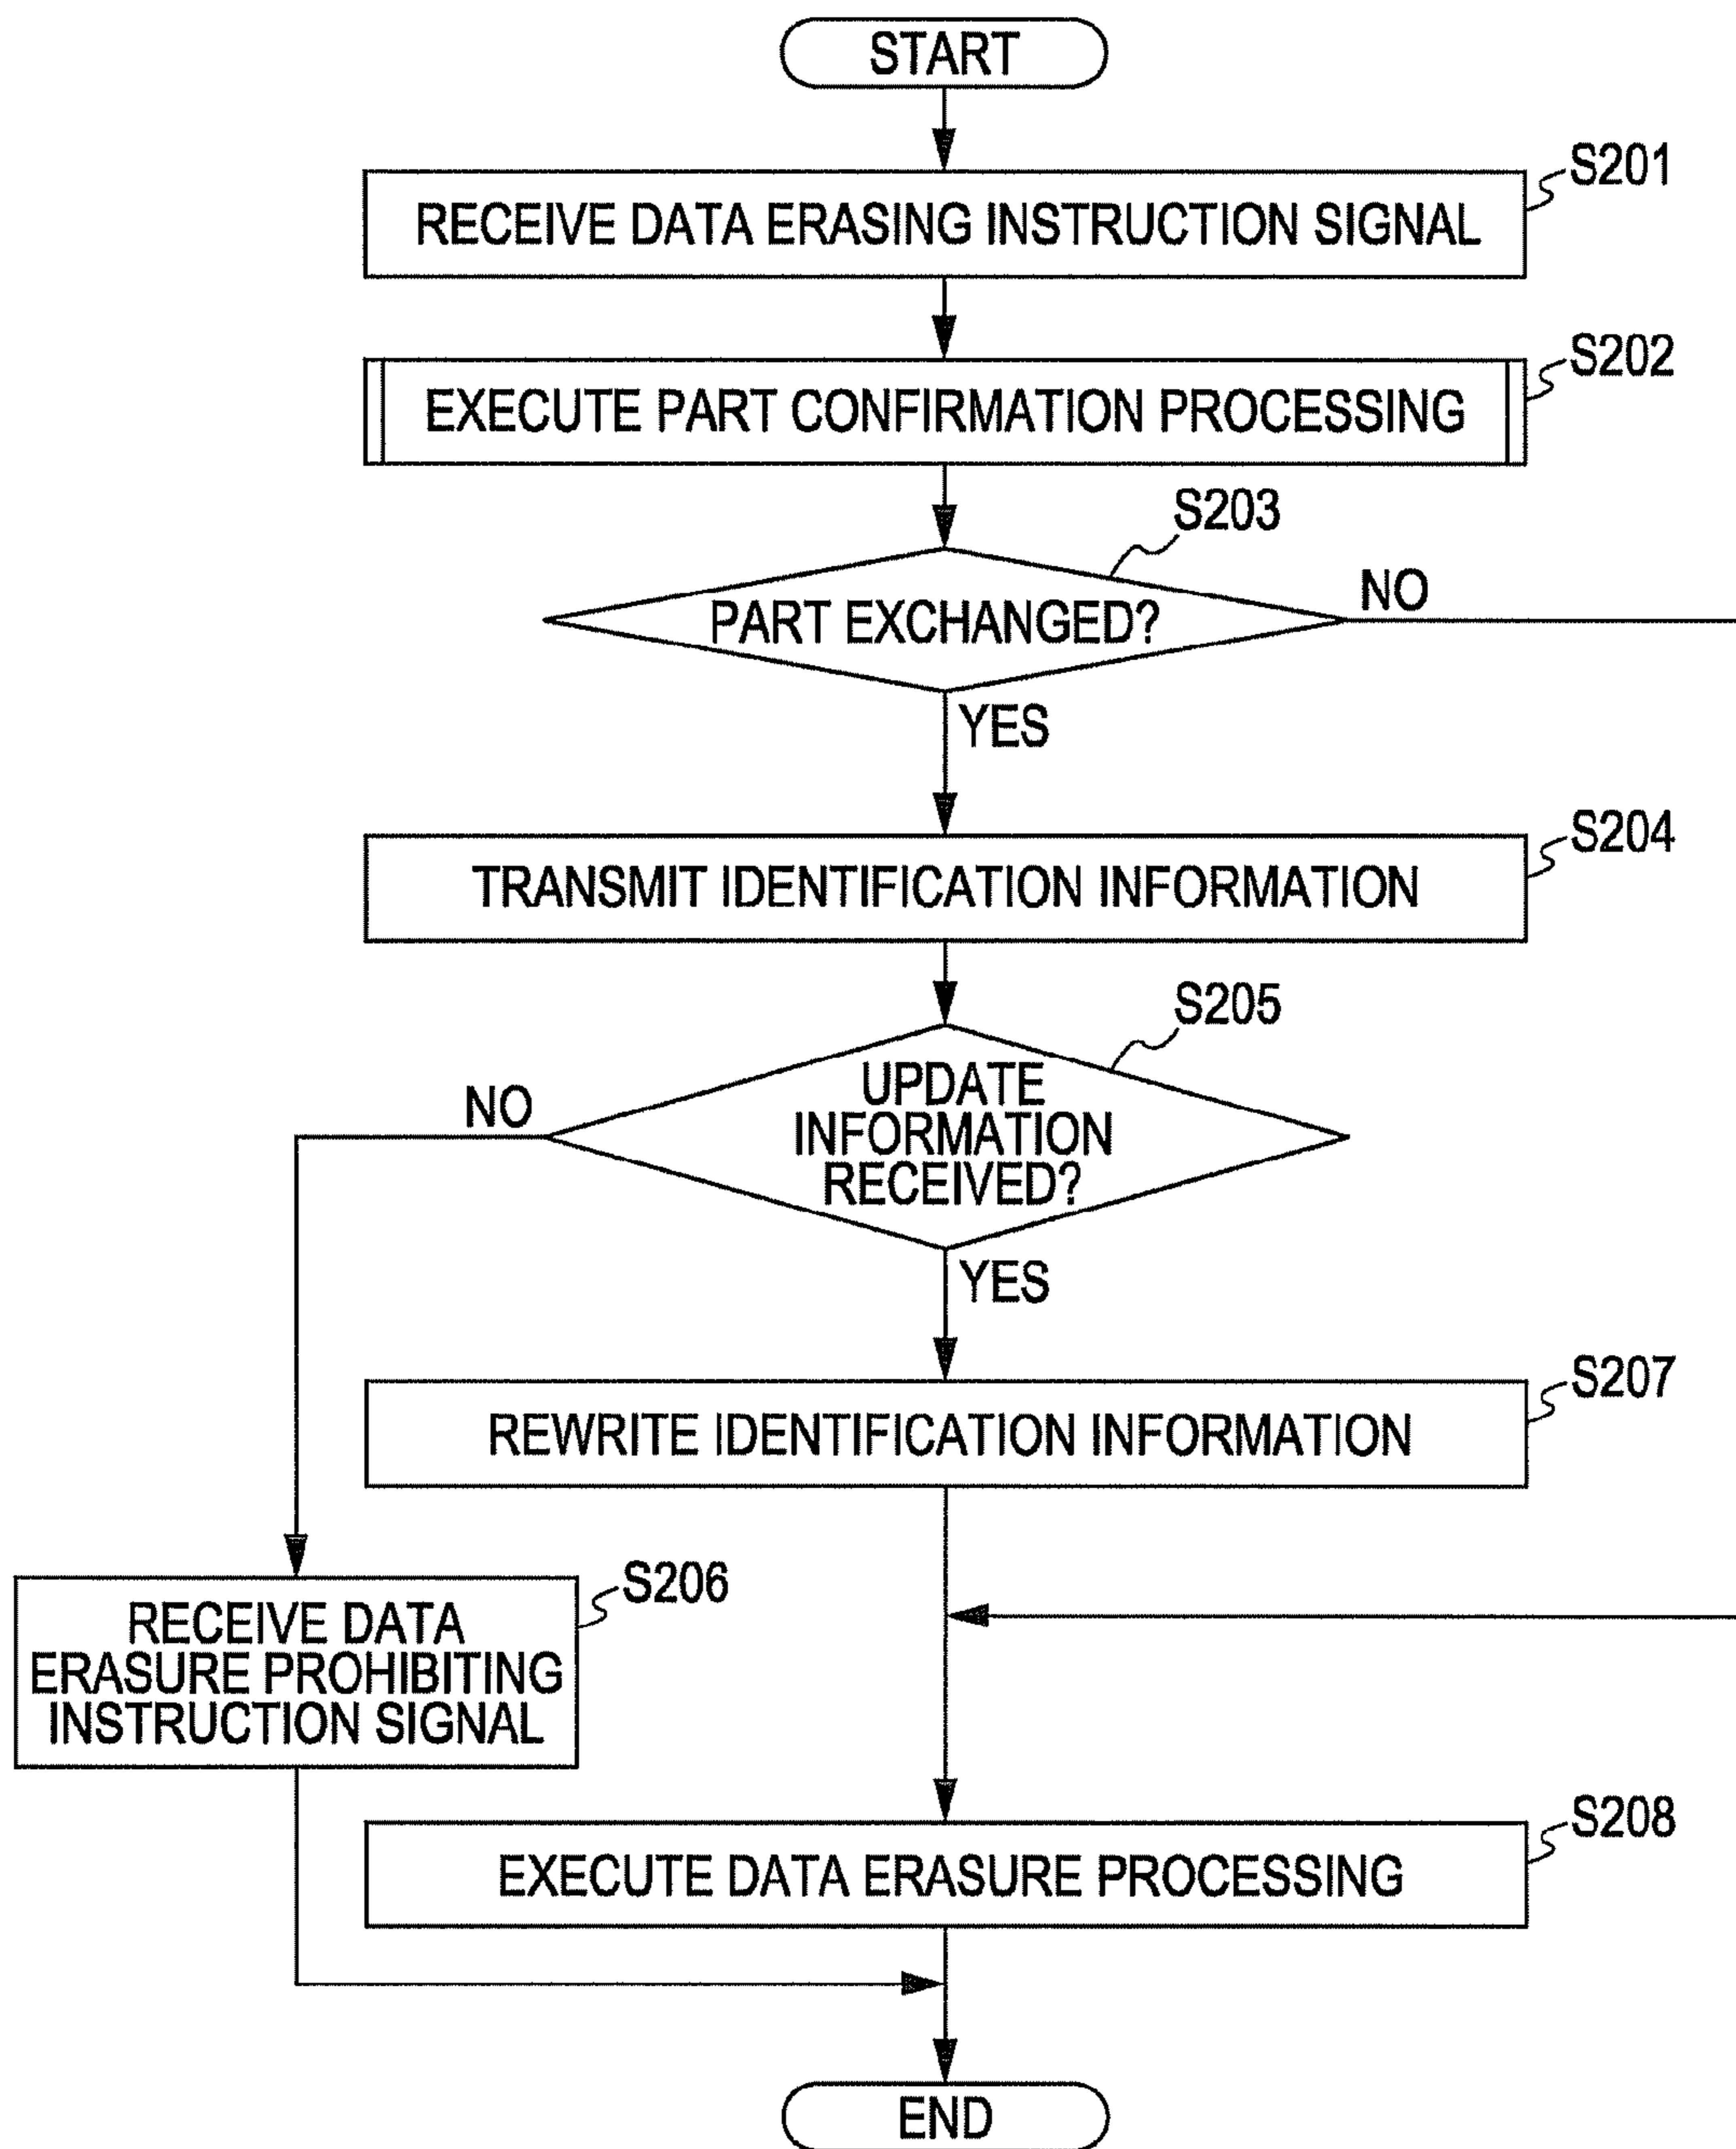 START
S201
RECEIVE DATA ERASING INSTRUCTION SIGNAL
S202
EXECUTE PART CONFIRMATION PROCESSING
S203
PART EXCHANGED?
NO
YES
S204
TRANSMIT IDENTIFICATION INFORMATION
S205
UPDATE
INFORMATION
RECEIVED?
NO
YES
S207
REWRITE IDENTIFICATION INFORMATION
S206
RECEIVE DATA
ERASURE PROHIBITING
INSTRUCTION SIGNAL
S208
EXECUTE DATA ERASURE PROCESSING
END